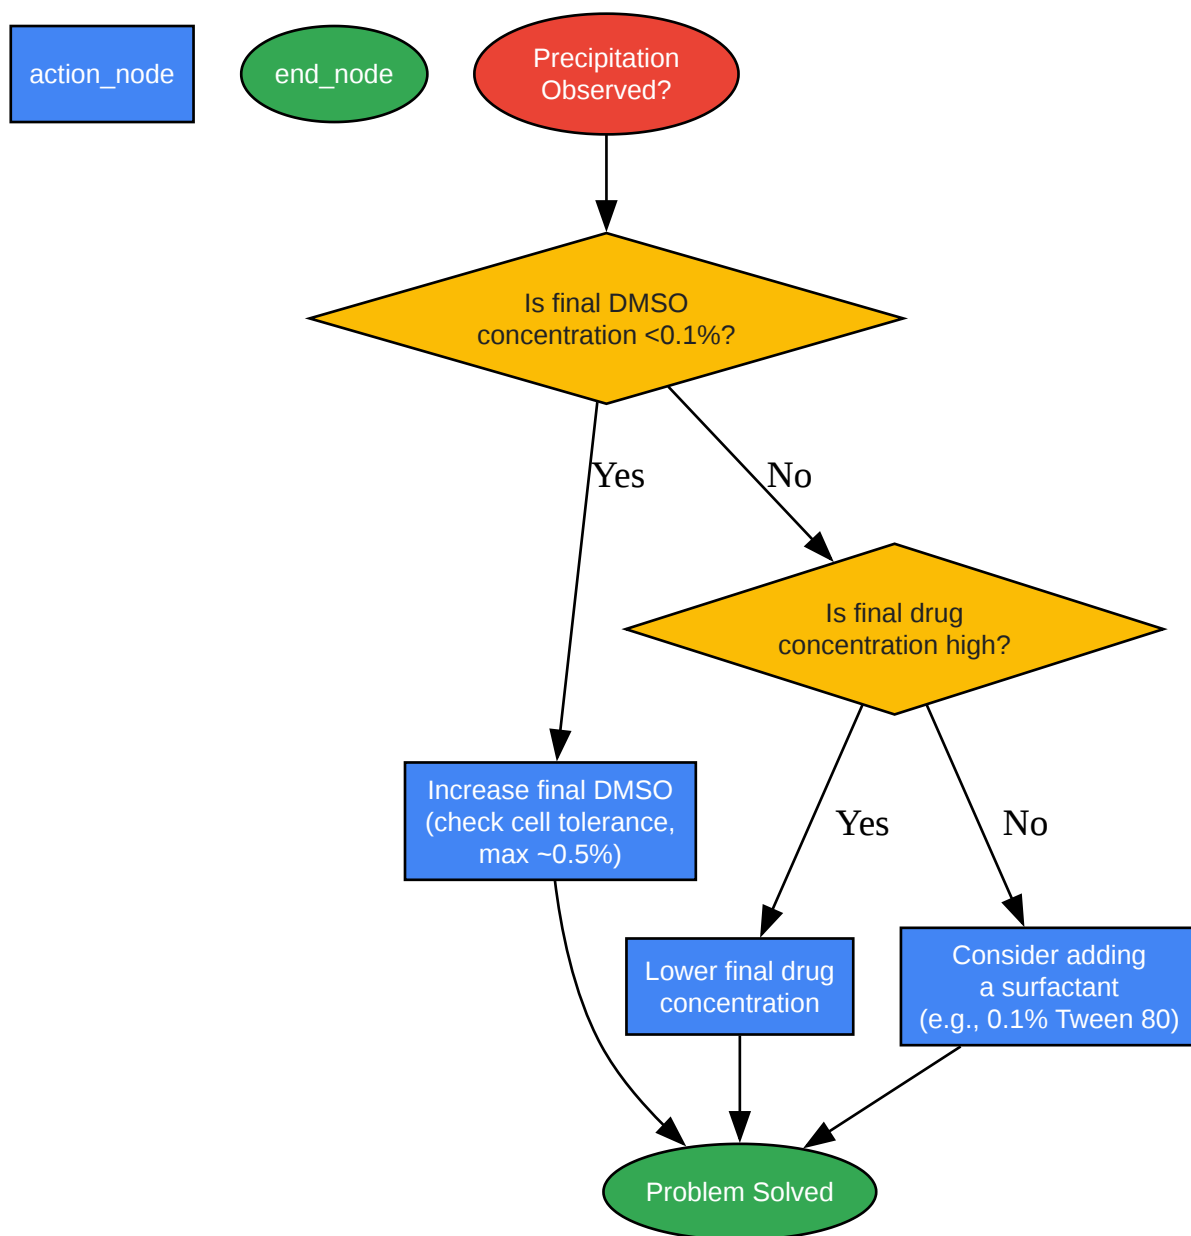 action_node
end_node
Precipitation
Observed?
Is final DMSO
concentration <0.1%?
Yes
No
Is final drug
concentration high?
Increase final DMSO
(check cell tolerance,
max ~0.5%)
Yes
No
Lower final drug
concentration
Consider adding
a surfactant
(e.g., 0.1% Tween 80)
Problem Solved